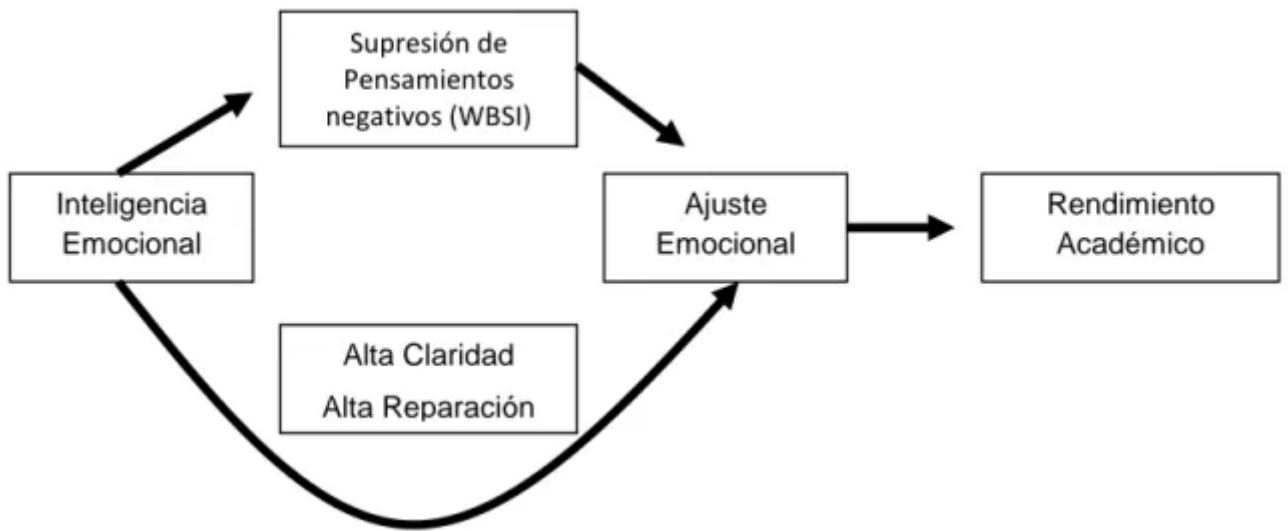 Supresión de
Pensamientos
negativos (WBSI)
Inteligencia
Emocional
Ajuste
Emocional
Rendimiento
Académico
Alta Claridad
Alta Reparación